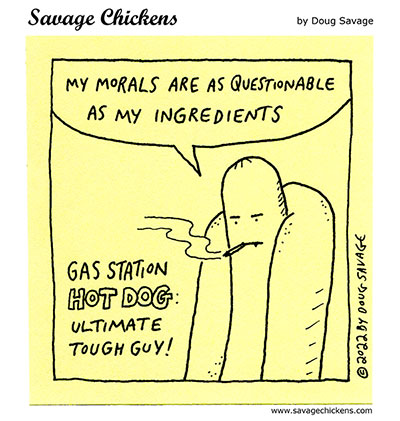 Savage Chickens
by Doug Savage
MY MORALS ARE AS QUESTIONABLE
AS MY INGREDIENTS
GAS STATION
HOT DOG:
ULTIMATE
TOUGH GUY!
©2022 BY DOUG SAVAGE
www.savagechickens.com